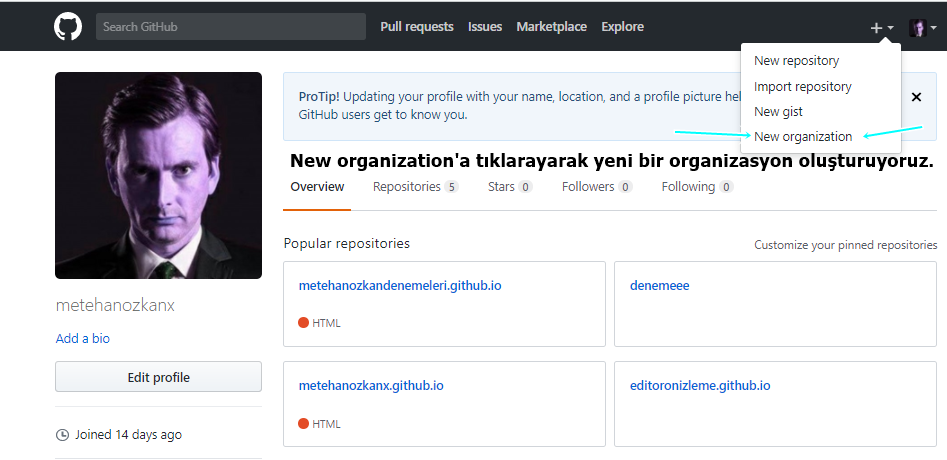 Search GitHub
Pull requests
Issues
Marketplace
Explore
New repository
Import repository
New gist
New organization
ProTip! Updating your profile with your name, location, and a profile picture hel
GitHub users get to know you.
New organization'a tıklarayarak yeni bir organizasyon oluşturuyoruz.
Overview
Repositories 5
Stars 0
Followers 0
Following 0
Popular repositories
Customize your pinned repositories
metehanozkandenemeleri.github.io
HTML
denemeee
metehanozkanx.github.io
HTML
editoronizleme.github.io
metehanozkanx
Add a bio
Edit profile
Joined 14 days ago